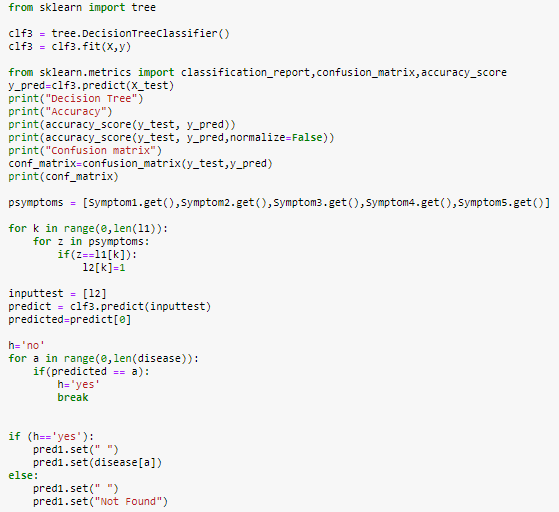 from sklearn import tree
clf3 = tree.DecisionTreeClassifier()
clf3 = clf3.fit(X,y)
from sklearn.metrics import classification_report,confusion_matrix,accuracy_score
y_pred=clf3.predict(X_test)
print("Decision Tree")
print("Accuracy")
print(accuracy_score(y_test, y_pred))
print(accuracy_score(y_test, y_pred,normalize=False))
print("Confusion matrix")
conf_matrix=confusion_matrix(y_test,y_pred)
print(conf_matrix)
psymptoms = [Symptom1.get(),Symptom2.get(),Symptom3.get(),Symptom4.get(),Symptom5.get()]
for k in range(0,len(l1)):
    for z in psymptoms:
        if(z==l1[k]):
            l2[k]=1
inputtest = [l2]
predict = clf3.predict(inputtest)
predicted=predict[0]
h='no'
for a in range(0,len(disease)):
    if(predicted == a):
        h='yes'
        break
if (h=='yes'):
    pred1.set(" ")
    pred1.set(disease[a])
else:
    pred1.set(" ")
    pred1.set("Not Found")